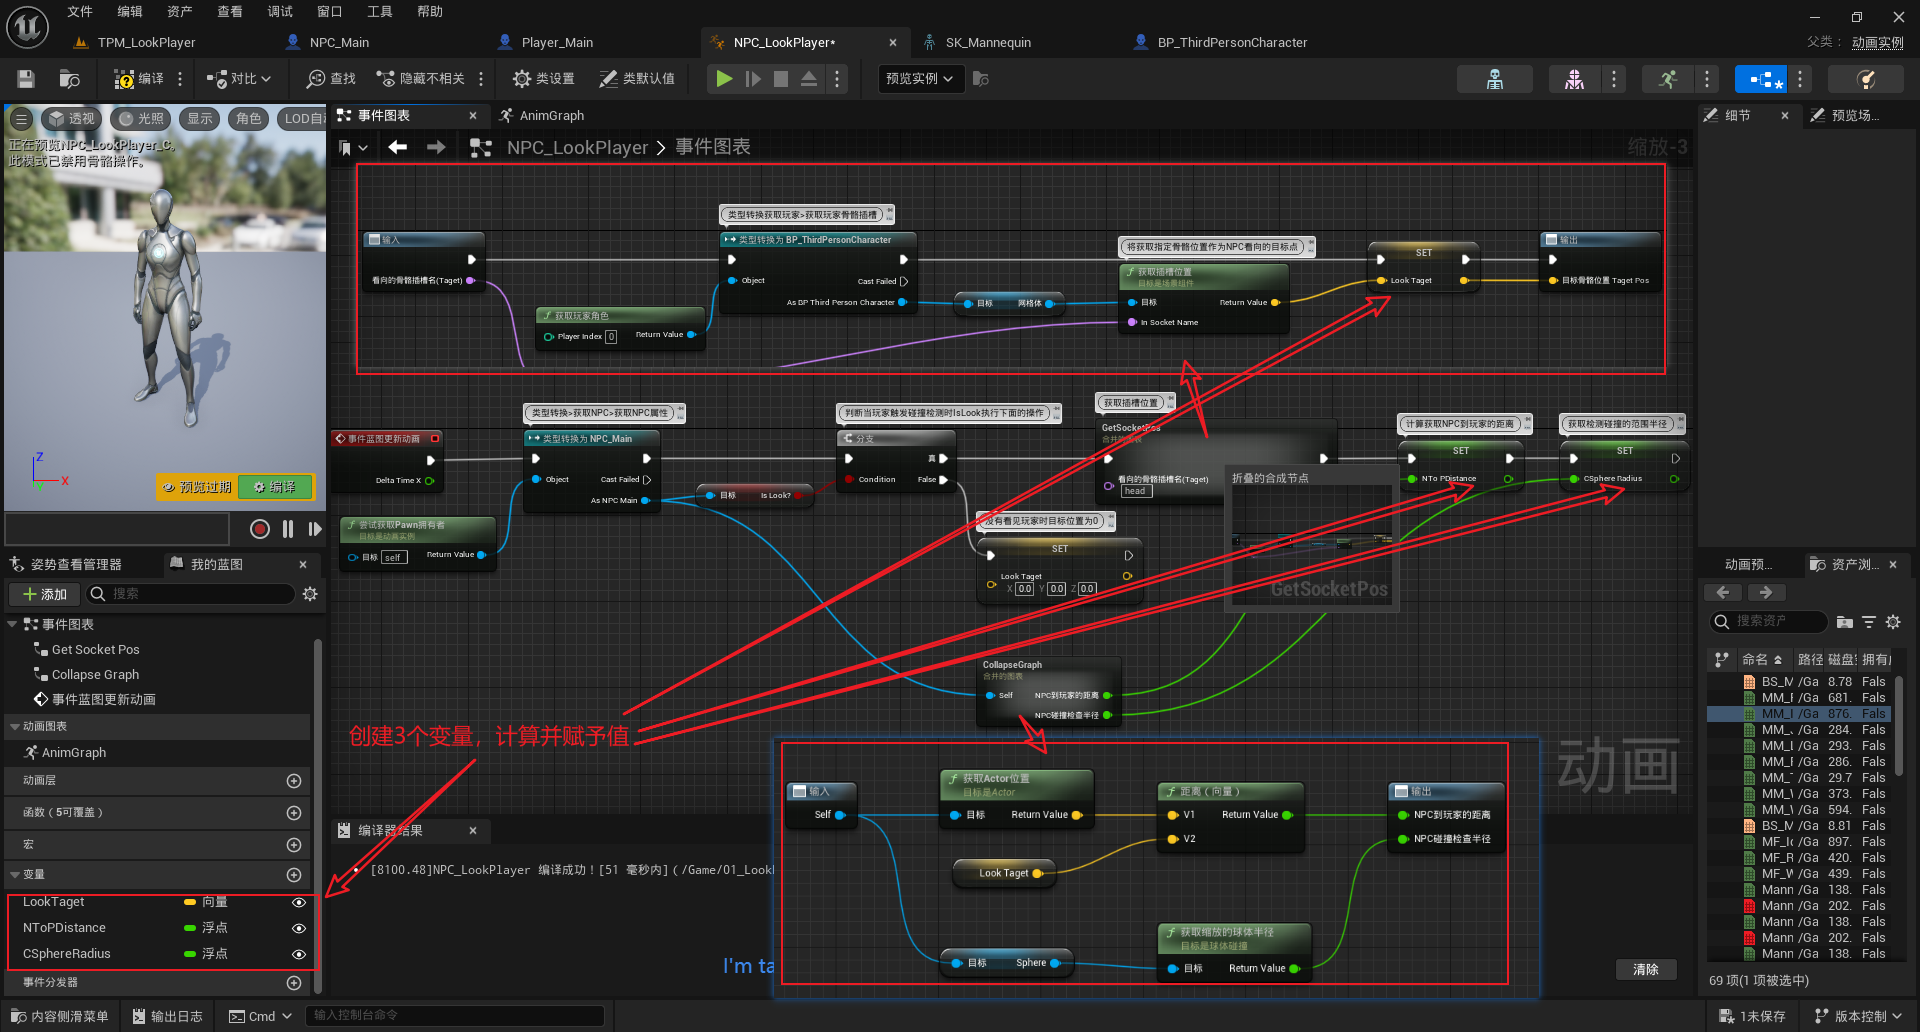 文件 编辑 资产 查看 调试 窗口 工具 帮助
TPM_LookPlayer NPC_Main Player_Main NPC_LookPlayer* SK_Mannequin BP_ThirdPersonCharacter
父类： 动画实例
编译 对比 查找 隐藏不相关 类设置 类默认值 预览实例
透视 光照 显示 角色 LOD自动
正在预览NPC_LookPlayer_C。
此模式已禁用骨骼操作。
Z
X
预览过期 编译
姿势查看管理器 我的蓝图
添加 搜索
事件图表
Get Socket Pos
Collapse Graph
事件蓝图更新动画
动画图表
AnimGraph
动画层
函数（5可覆盖）
宏
变量
LookTaget 向量
NToPDistance 浮点
CSphereRadius 浮点
事件分发器
事件图表 AnimGraph
NPC_LookPlayer > 事件图表 缩放-3
输入
看向的骨骼插槽名(Taget)
获取玩家角色
Player Index 0 Return Value
类型转换获取玩家>获取玩家骨骼插槽
类型转换为 BP_ThirdPersonCharacter
Object Cast Failed
As BP Third Person Character
目标 网格体
将获取指定骨骼位置作为NPC看向的目标点
获取插槽位置
目标是场景组件
目标 Return Value
In Socket Name
SET
Look Taget
输出
目标骨骼位置 Taget Pos
事件蓝图更新动画
Delta Time X
尝试获取Pawn拥有者
目标是动画实例
目标 self Return Value
类型转换>获取NPC>获取NPC属性
类型转换为 NPC_Main
Object Cast Failed
As NPC Main
目标 Is Look?
判断当玩家触发碰撞检测时IsLook执行下面的操作
分支
真
Condition False
获取插槽位置
GetSocketPos
合并的图表
看向的骨骼插槽名(Taget)
head
折叠的合成节点
GetSocketPos
没有看见玩家时目标位置为0
SET
Look Taget
X 0.0 Y 0.0 Z 0.0
计算获取NPC到玩家的距离
SET
NTo PDistance
获取检测碰撞的范围半径
SET
CSphere Radius
CollapseGraph
合并的图表
Self NPC到玩家的距离
NPC碰撞检查半径
创建3个变量，计算并赋予值
动画
编译器结果
[8100.48]NPC_LookPlayer 编译成功！[51 毫秒内]（/Game/01_Look
I'm ta
清除
输入
Self
获取Actor位置
目标是Actor
目标 Return Value
Look Taget
距离（向量）
V1 Return Value
V2
输出
NPC到玩家的距离
NPC碰撞检查半径
目标 Sphere
获取缩放的球体半径
目标是球体碰撞
目标 Return Value
细节 预览场...
动画预... 资产浏...
搜索资产
命名 路径 磁盘 拥有
BS_M /Ga 8.78 Fals
MM_ /Ga 681. Fals
MM_ /Ga 876. Fals
MM_ /Ga 284. Fals
MM_ /Ga 293. Fals
MM_ /Ga 286. Fals
MM_ /Ga 29.7 Fals
MM_ /Ga 373. Fals
MM_ /Ga 594. Fals
BS_M /Ga 8.81 Fals
MF_ /Ga 897. Fals
MF_R /Ga 420. Fals
MF_W /Ga 439. Fals
Mann /Ga 138. Fals
Mann /Ga 202. Fals
Mann /Ga 138. Fals
Mann /Ga 202. Fals
Mann /Ga 138. Fals
69 项(1 项被选中)
内容侧滑菜单 输出日志 Cmd 输入控制台命令 1未保存 版本控制